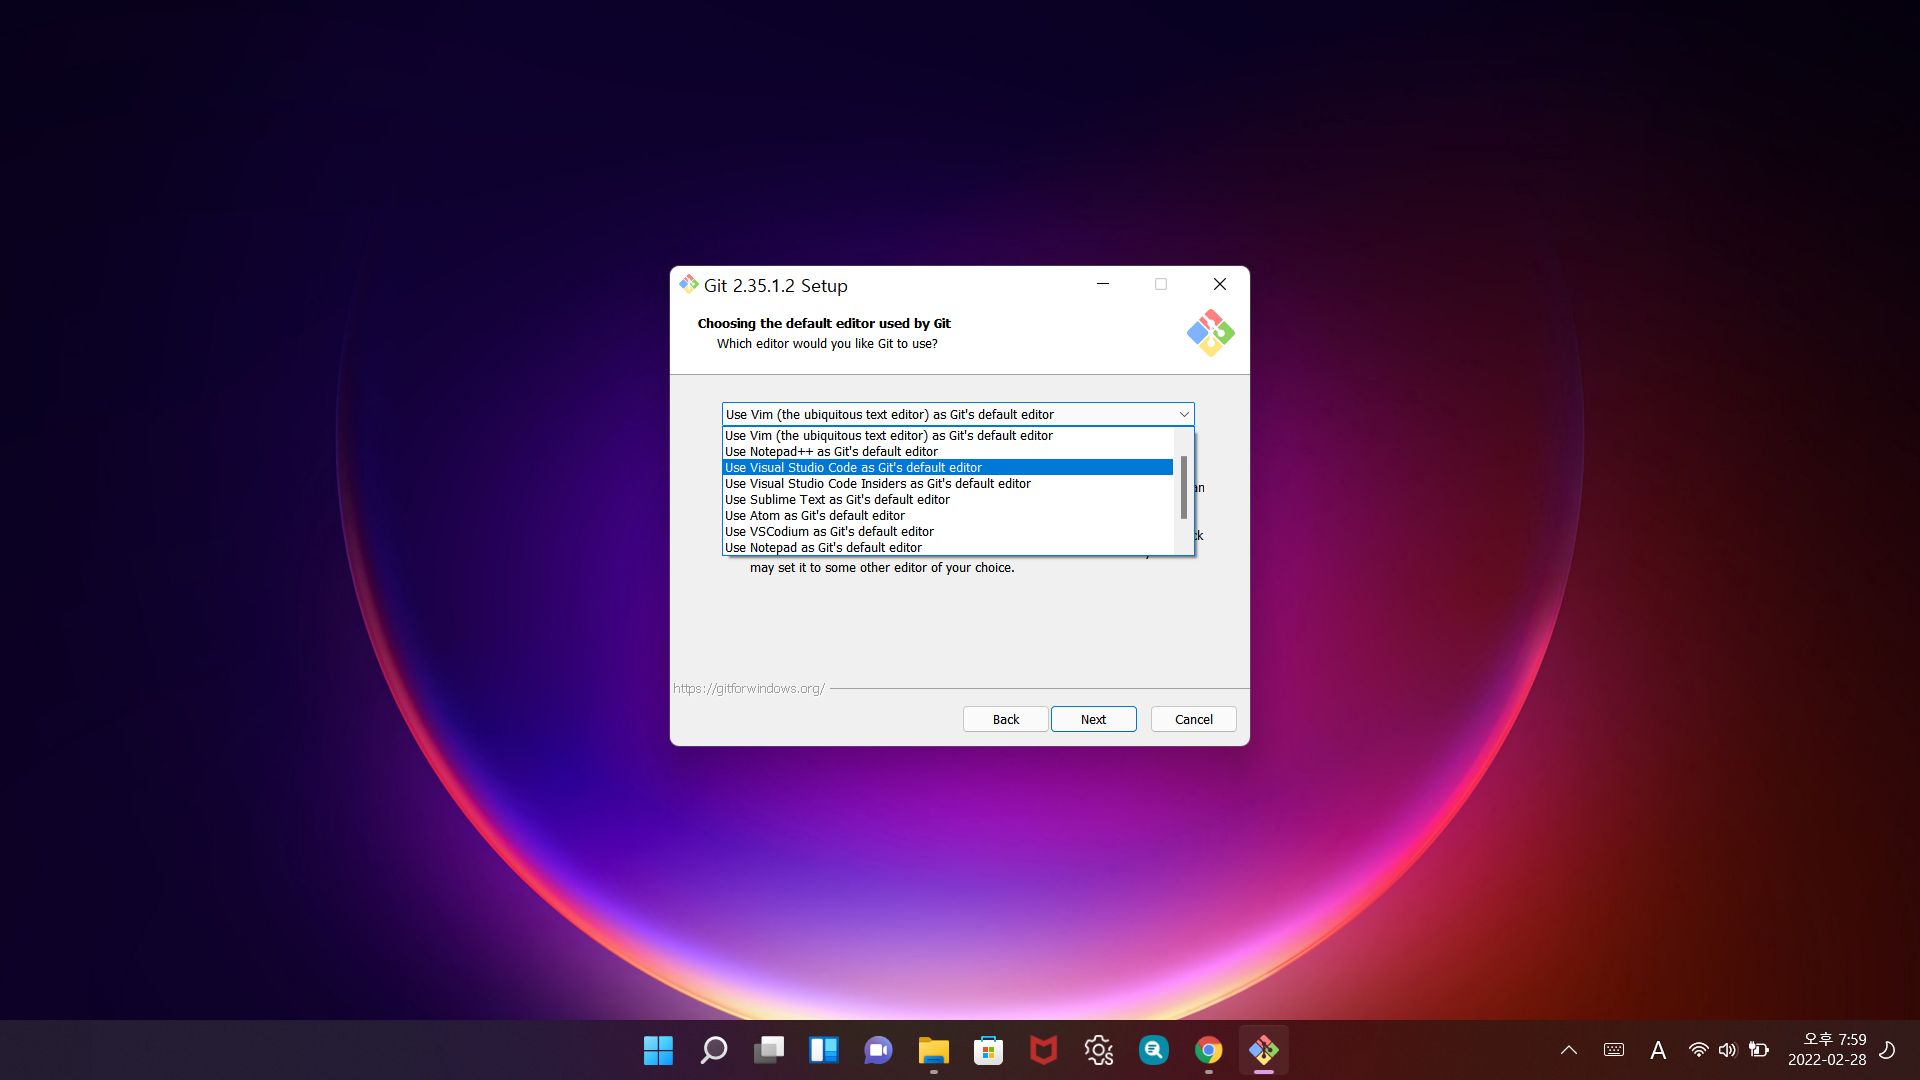 Git 2.35.1.2 Setup
Choosing the default editor used by Git
Which editor would you like Git to use?
Use Vim (the ubiquitous text editor) as Git's default editor
Use Vim (the ubiquitous text editor) as Git's default editor
Use Notepad++ as Git's default editor
Use Visual Studio Code as Git's default editor
Use Visual Studio Code Insiders as Git's default editor
Use Sublime Text as Git's default editor
Use Atom as Git's default editor
Use VSCodium as Git's default editor
Use Notepad as Git's default editor
may set it to some other editor of your choice.
https://gitforwindows.org/
Back Next Cancel
A
오후 7:59
2022-02-28